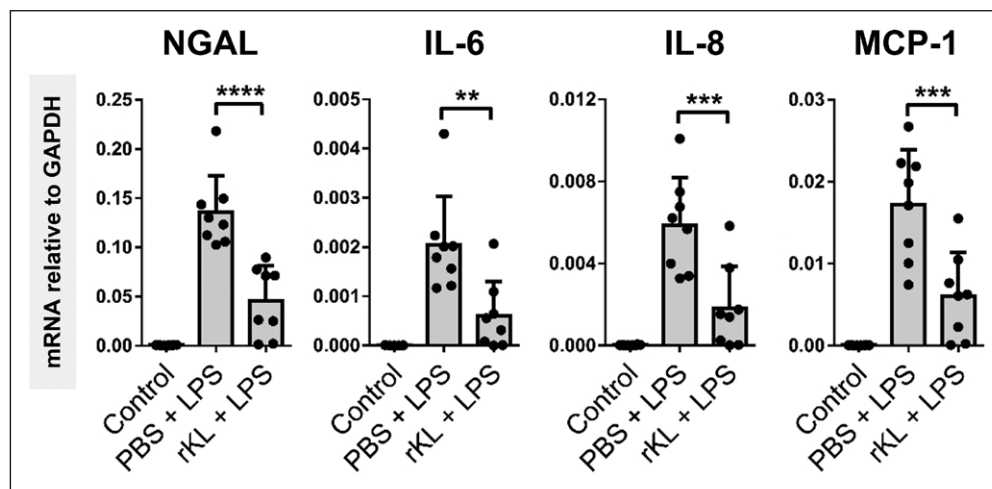 NGAL IL-6 IL-8 MCP-1
**** ** *** ***
mRNA relative to GAPDH
0.25 0.005 0.012 0.03
0.20 0.004
0.15 0.003 0.008 0.02
0.10 0.002 0.004 0.01
0.05 0.001
0.00 0.000 0.000 0.00
Control PBS + LPS rKL + LPS Control PBS + LPS rKL + LPS Control PBS + LPS rKL + LPS Control PBS + LPS rKL + LPS